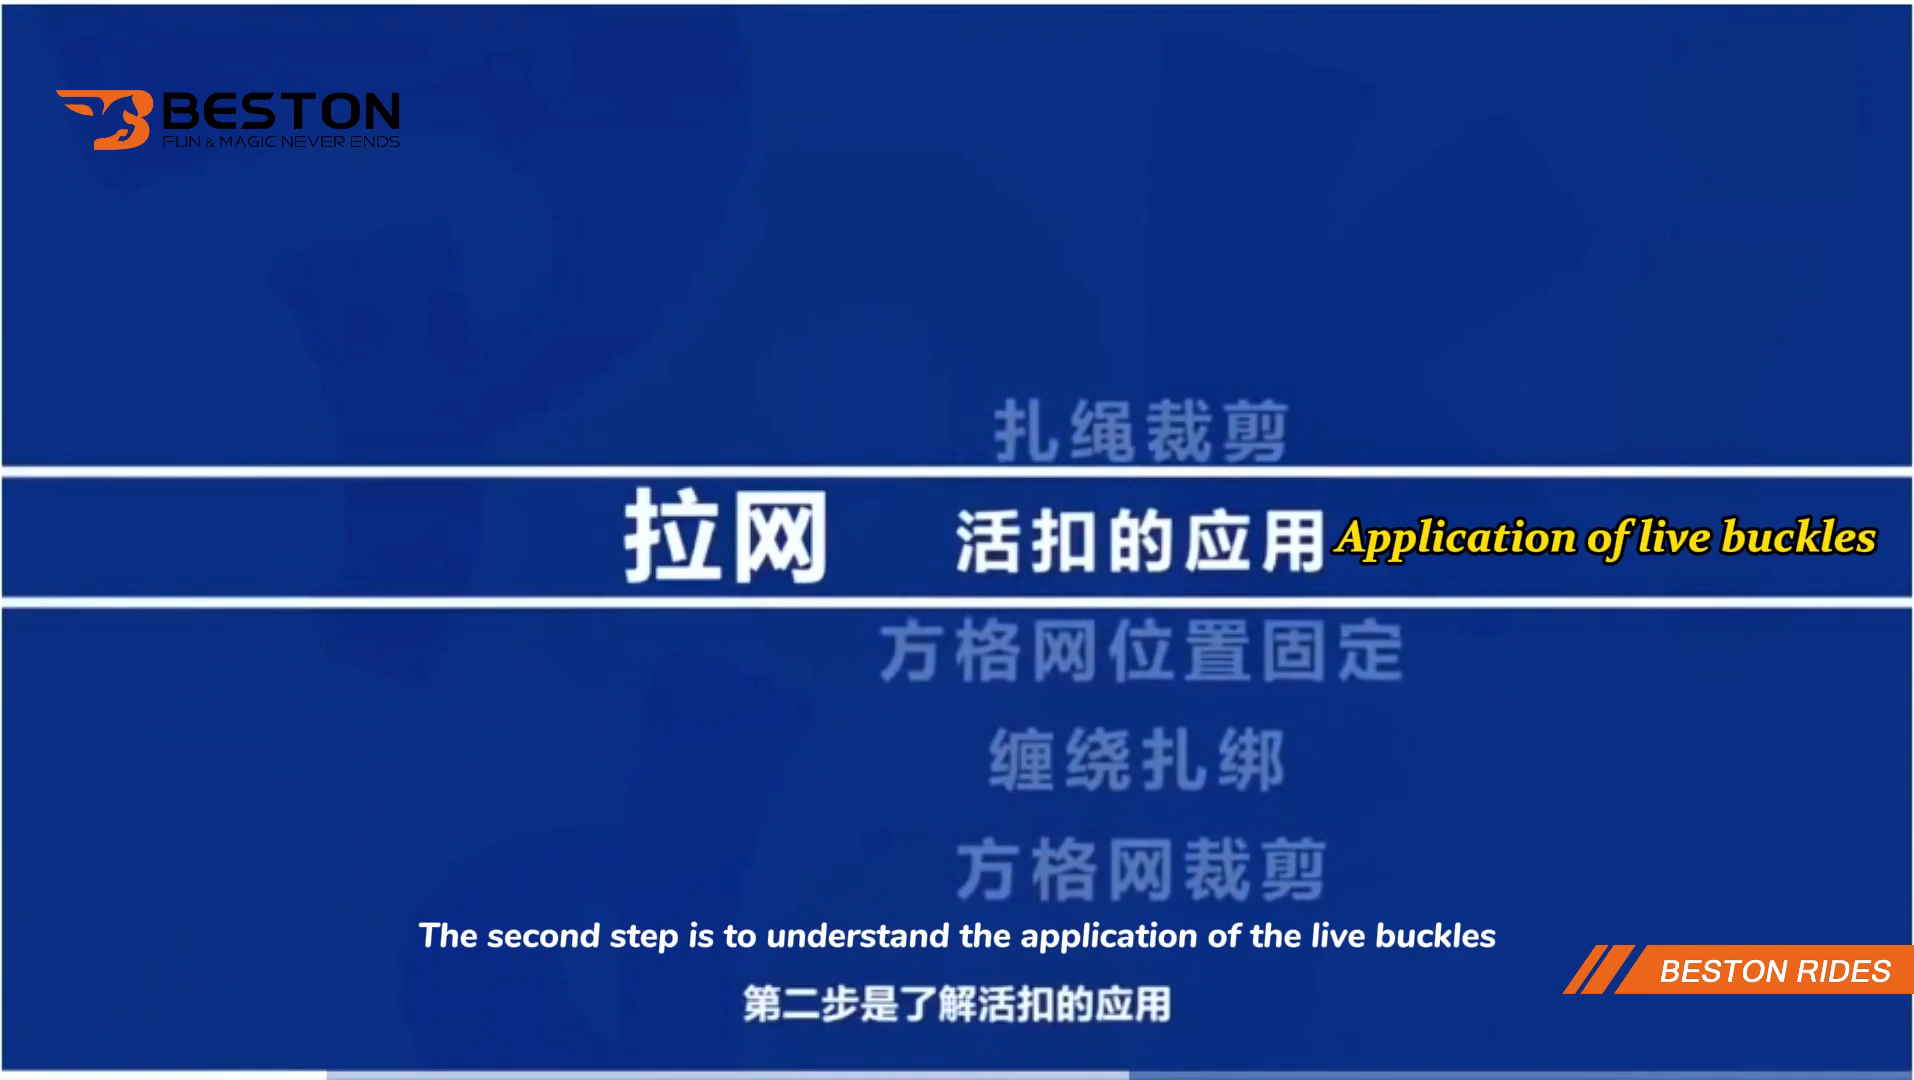 BESTON
FUN & MAGIC NEVER ENDS
扎绳裁剪
拉网 活扣的应用 Application of live buckles
方格网位置固定
缠绕扎绑
方格网裁剪
The second step is to understand the application of the live buckles
BESTON RIDES
第二步是了解活扣的应用